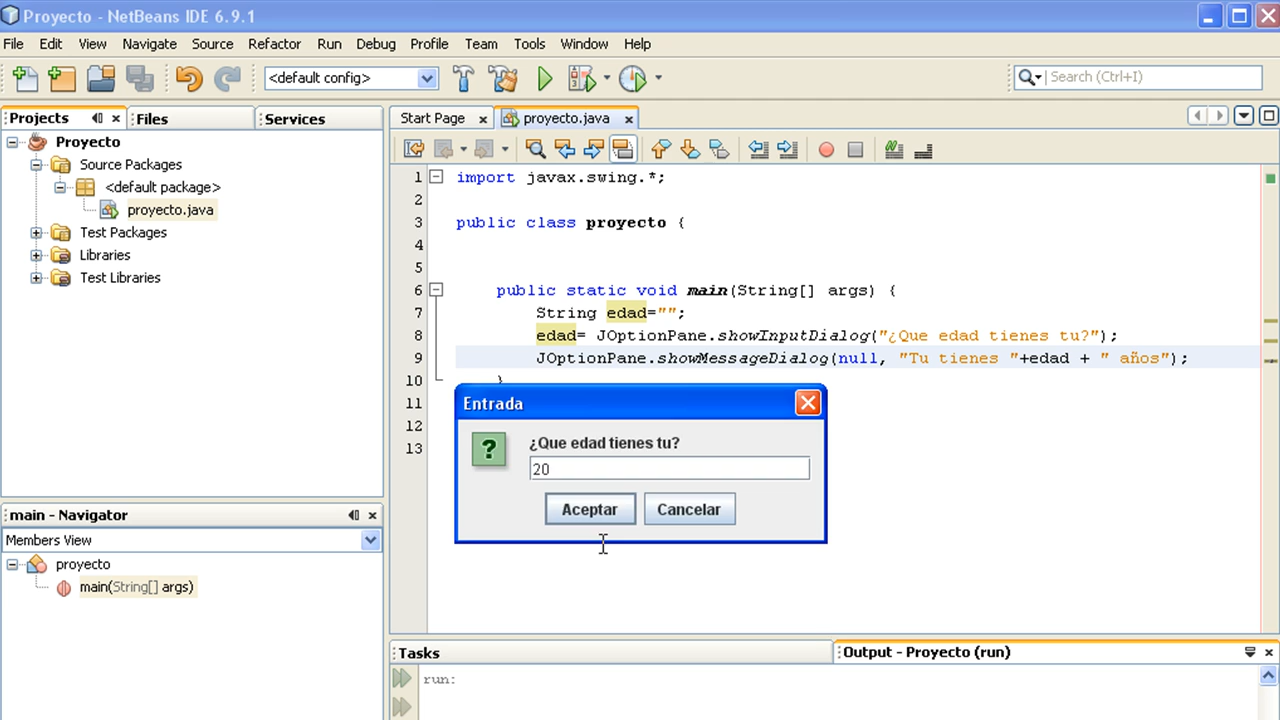 Proyecto - NetBeans IDE 6.9.1
File Edit View Navigate Source Refactor Run Debug Profile Team Tools Window Help
<default config>
Search (Ctrl+I)
Projects
Files
Services
Proyecto
Source Packages
<default package>
proyecto.java
Test Packages
Libraries
Test Libraries
Start Page
proyecto.java
1 import javax.swing.*;
2
3 public class proyecto {
4
5
6 public static void main(String[] args) {
7 String edad="";
8 edad= JOptionPane.showInputDialog("¿Que edad tienes tu?");
9 JOptionPane.showMessageDialog(null, "Tu tienes "+edad + " años");
10 }
11
12
13
Entrada
?
¿Que edad tienes tu?
20
Aceptar
Cancelar
main - Navigator
Members View
proyecto
main(String[] args)
Tasks
Output - Proyecto (run)
run: